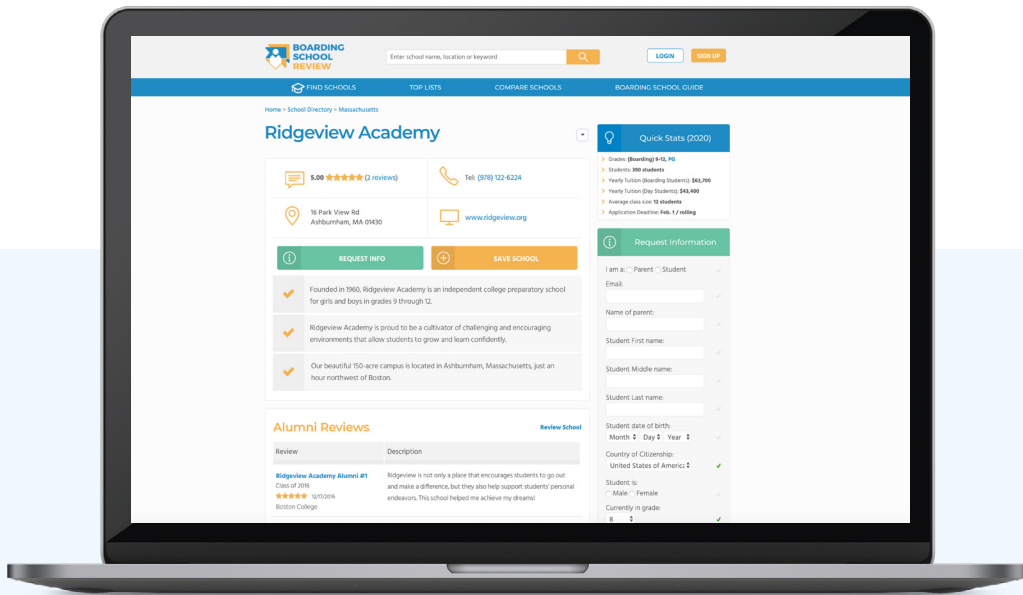 BOARDING
SCHOOL
REVIEW
Enter school name, location or keyword
LOGIN
SIGN UP
FIND SCHOOLS
TOP LISTS
COMPARE SCHOOLS
BOARDING SCHOOL GUIDE
Home > School Directory > Massachusetts
Ridgeview Academy
5.00 (2 reviews)
Tel: (978) 122-6224
16 Park View Rd
Ashburnham, MA 01430
www.ridgeview.org
REQUEST INFO
SAVE SCHOOL
Founded in 1960, Ridgeview Academy is an independent college preparatory school
for girls and boys in grades 9 through 12.
Ridgeview Academy is proud to be a cultivator of challenging and encouraging
environments that allow students to grow and learn confidently.
Our beautiful 150-acre campus is located in Ashburnham, Massachusetts, just an
hour northwest of Boston.
Alumni Reviews
Review School
Review
Description
Ridgeview Academy Alumni #1
Class of 2016
12/17/2016
Boston College
Ridgeview is not only a place that encourages students to go out
and make a difference, but they also help support students' personal
endeavors. This school helped me achieve my dreams!
Quick Stats (2020)
> Grades: (Boarding) 9-12, PG
> Students: 390 students
> Yearly Tuition (Boarding Students): $63,700
> Yearly Tuition (Day Students): $43,400
> Average class size: 12 students
> Application Deadline: Feb. 1 / rolling
Request Information
I am a: Parent Student
Email:
Name of parent:
Student First name:
Student Middle name:
Student Last name:
Student date of birth:
Month Day Year
Country of Citizenship:
United States of Americ
Student is:
Male Female
Currently in grade:
8